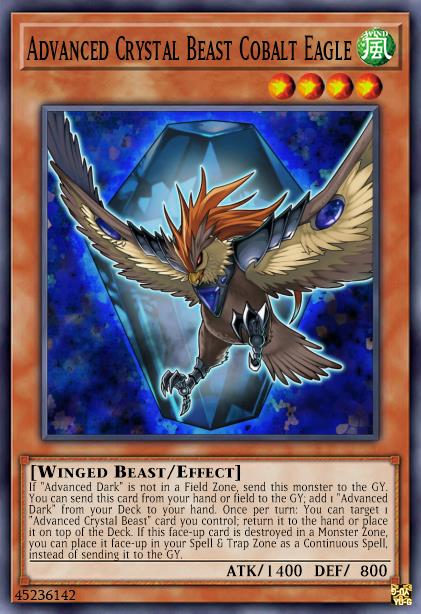 Advanced Crystal Beast Cobalt Eagle
WIND
風
[Winged Beast/Effect]
If "Advanced Dark" is not in a Field Zone, send this monster to the GY.
You can send this card from your hand or field to the GY; add 1 "Advanced
Dark" from your Deck to your hand. Once per turn: You can target 1
"Advanced Crystal Beast" card you control; return it to the hand or place
it on top of the Deck. If this face-up card is destroyed in a Monster Zone,
you can place it face-up in your Spell & Trap Zone as a Continuous Spell,
instead of sending it to the GY.
ATK/1400 DEF/ 800
45236142